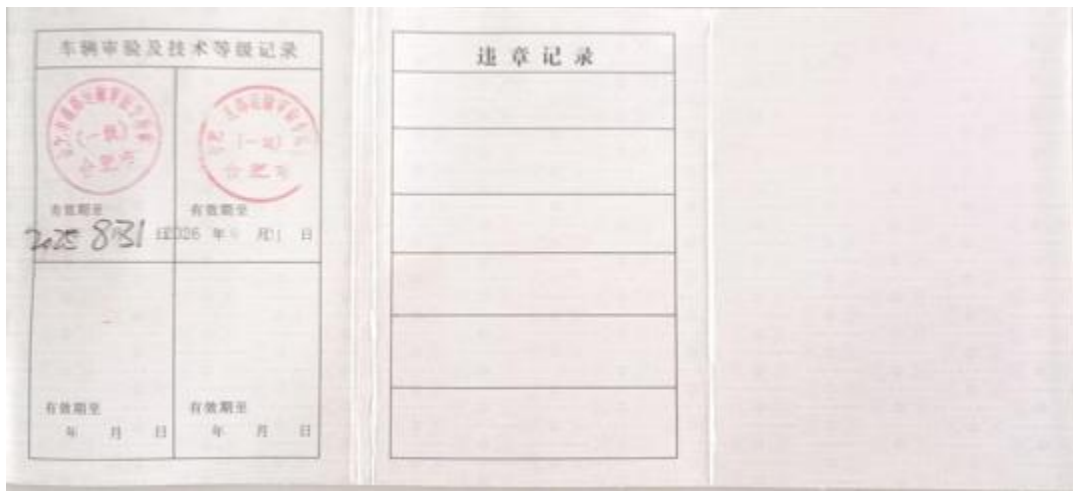 车辆审验及技术等级记录
(一级)
合肥市
有效期至
2025 8 31 日
(一级)
合肥市
有效期至
2026 年 月 31 日
有效期至
年 月 日
有效期至
年 月 日
违章记录